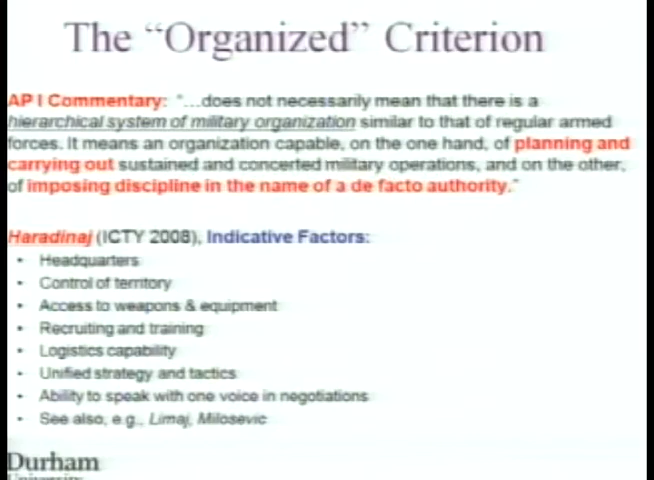 The “Organized” Criterion
AP I Commentary: “…does not necessarily mean that there is a
hierarchical system of military organization similar to that of regular armed
forces. It means an organization capable, on the one hand, of planning and
carrying out sustained and concerted military operations, and on the other,
of imposing discipline in the name of a de facto authority.”
Haradinaj (ICTY 2008), Indicative Factors:
• Headquarters
• Control of territory
• Access to weapons & equipment
• Recruiting and training
• Logistics capability
• Unified strategy and tactics
• Ability to speak with one voice in negotiations
• See also, e.g., Limaj, Milosevic
Durham
University